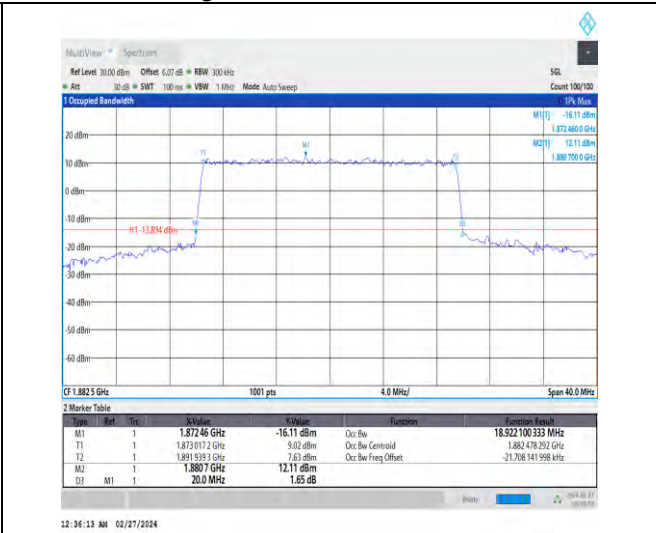 MultiView Spectrum
Ref Level 30.00 dBm Offset 6.07 dB RBW 300 kHz SGL
Att 30 dB SWT 100 ms VBW 1 MHz Mode Auto Sweep Count 100/100
1 Occupied Bandwidth 1Pk Max
M1[1] -16.11 dBm
1.872 460 0 GHz
20 dBm
M2[1] 12.11 dBm
1.880 700 0 GHz
T1 M2
10 dBm
0 dBm
-10 dBm
H1 -13.894 dBm
-20 dBm
-30 dBm
-40 dBm
-50 dBm
-60 dBm
CF 1.882 5 GHz 1001 pts 4.0 MHz/ Span 40.0 MHz
2 Marker Table
Type Ref Trc X-Value Y-Value Function Function Result
M1 1 1.872 46 GHz -16.11 dBm Occ Bw 18.922 100 333 MHz
T1 1 1.873 017 2 GHz 9.02 dBm Occ Bw Centroid 1.882 478 292 GHz
T2 1 1.891 939 3 GHz 7.63 dBm Occ Bw Freq Offset -21.708 141 998 kHz
M2 1 1.880 7 GHz 12.11 dBm
D3 M1 1 20.0 MHz 1.65 dB
Ready
12:36:13 AM 02/27/2024